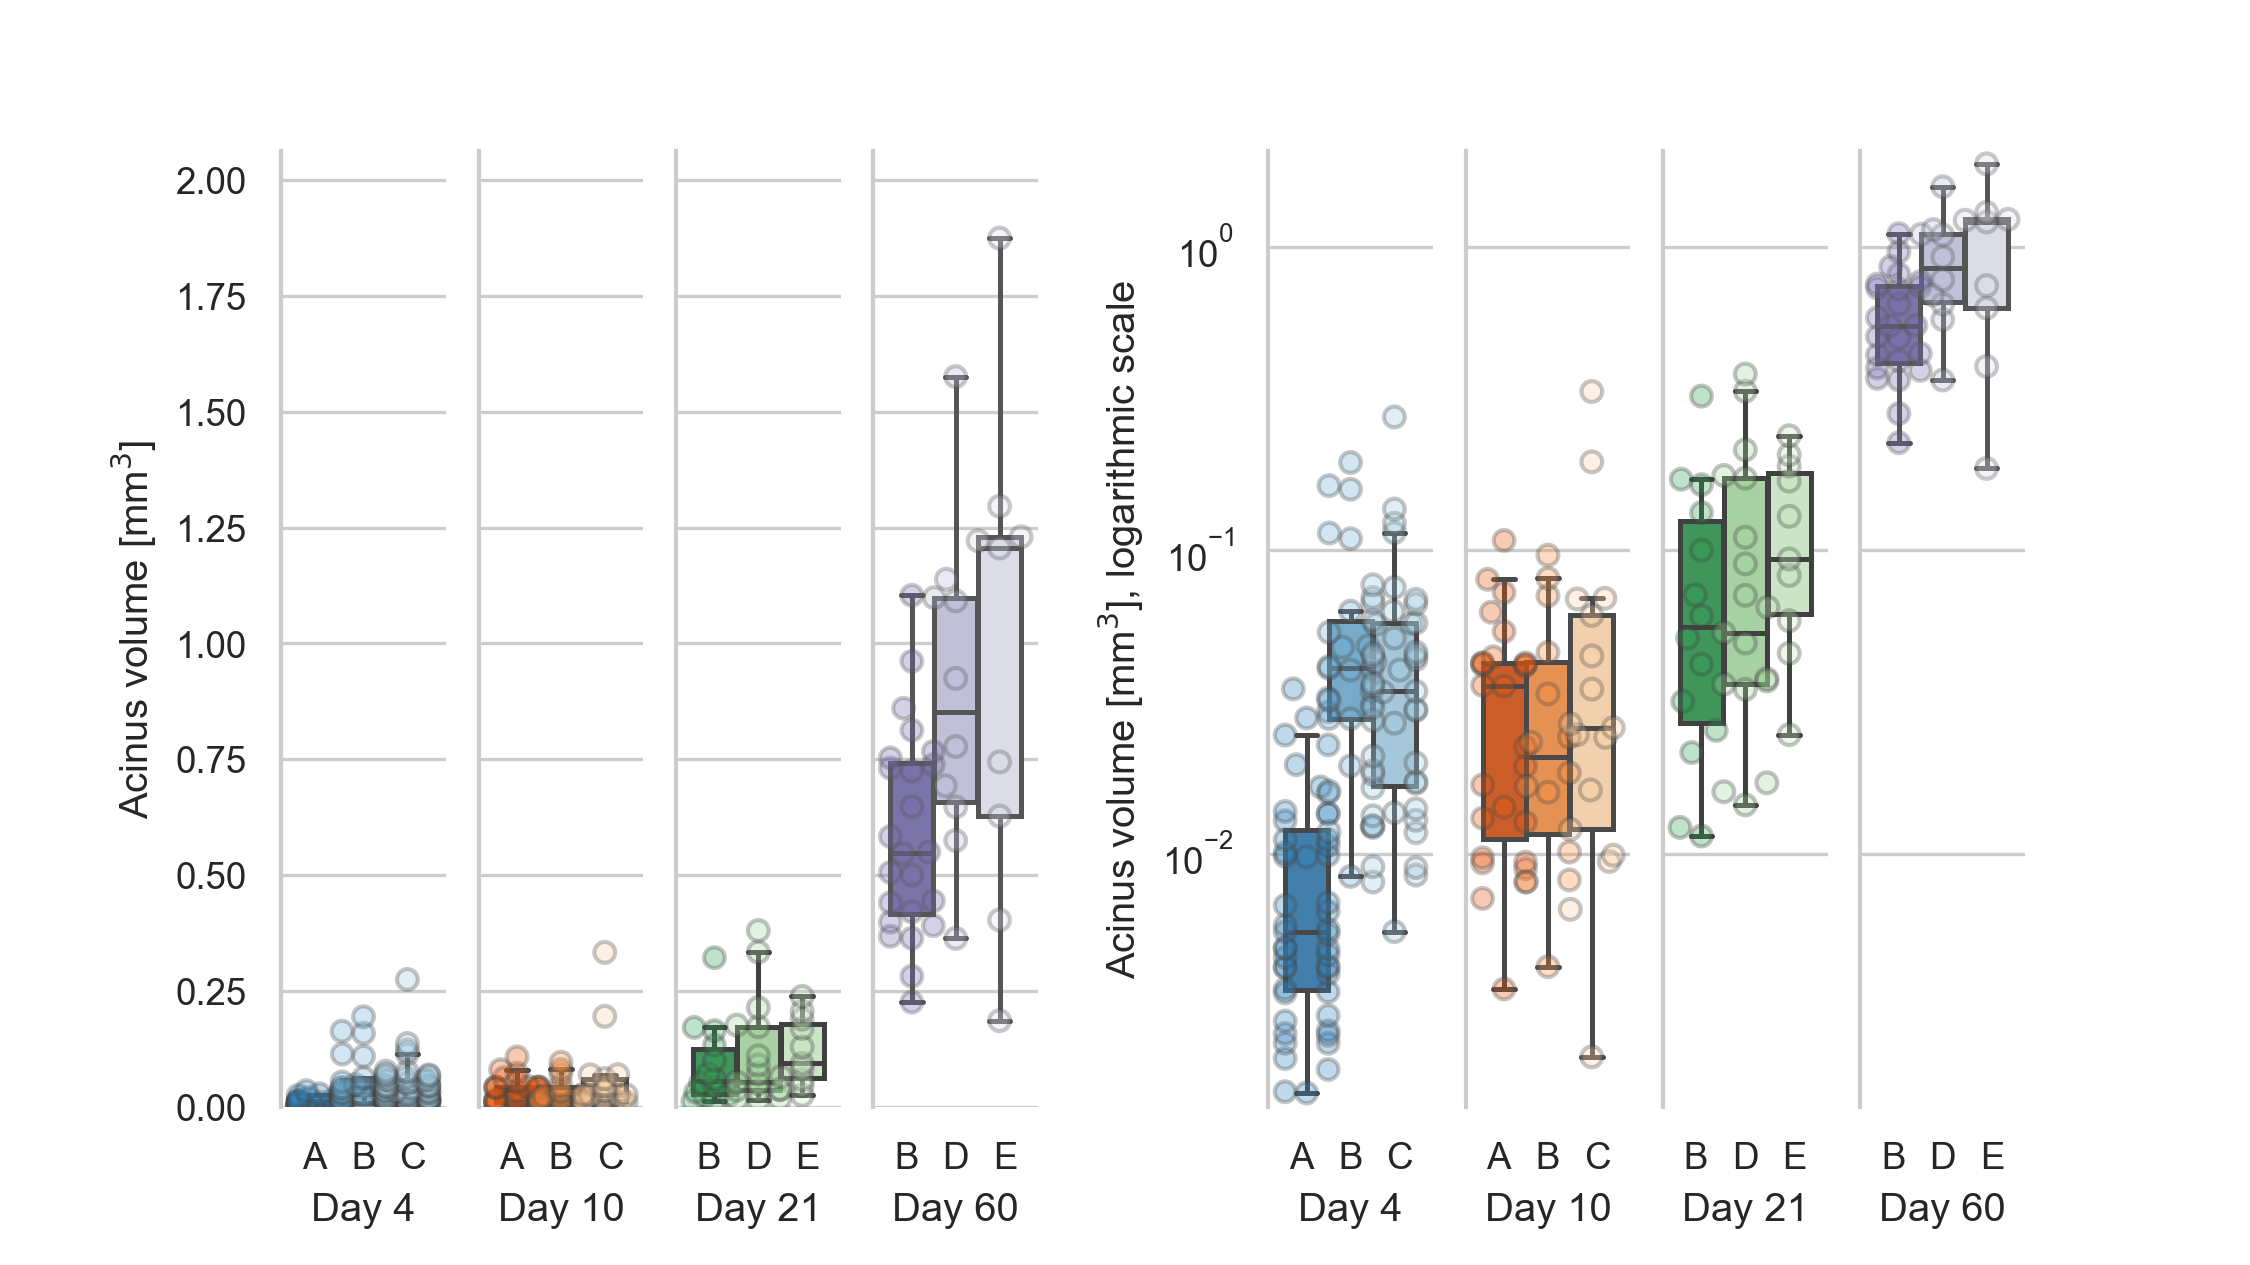 Acinus volume [mm³]
2.00
1.75
1.50
1.25
1.00
0.75
0.50
0.25
0.00
A B C
Day 4
A B C
Day 10
B D E
Day 21
B D E
Day 60
Acinus volume [mm³], logarithmic scale
10⁰
10⁻¹
10⁻²
A B C
Day 4
A B C
Day 10
B D E
Day 21
B D E
Day 60